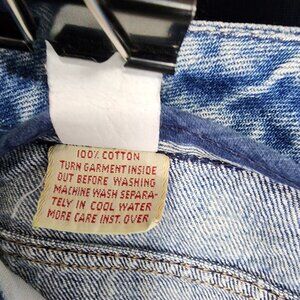 100% COTTON
TURN GARMENT INSIDE
OUT BEFORE WASHING
MACHINE WASH SEPARA-
TELY IN COOL WATER
MORE CARE INST. OVER